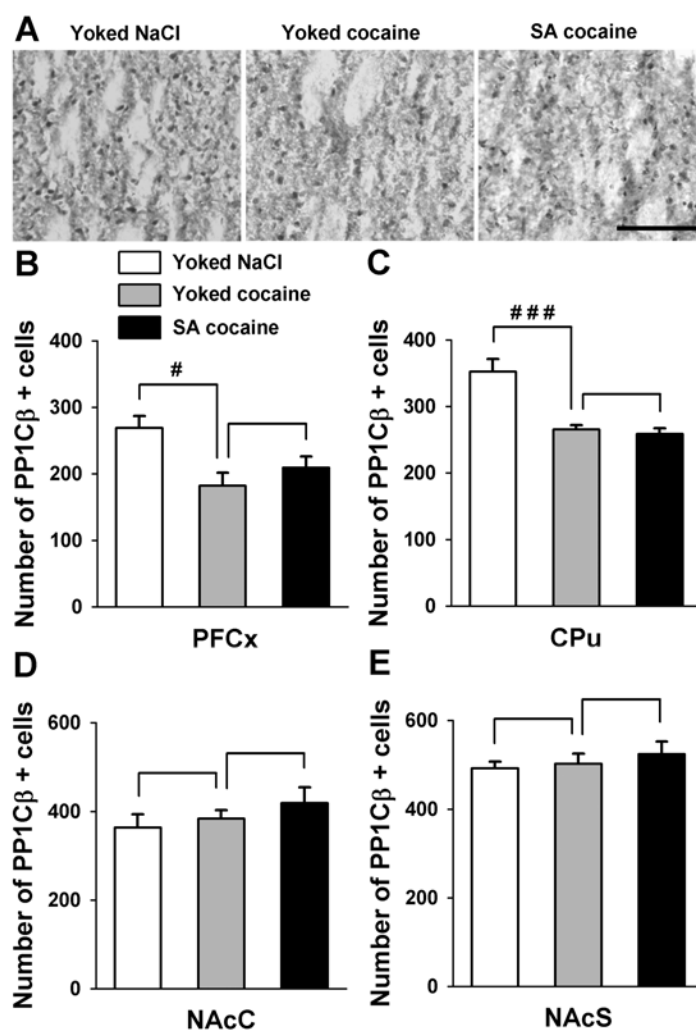 A
Yoked NaCl
Yoked cocaine
SA cocaine
B
Yoked NaCl
Yoked cocaine
SA cocaine
Number of PP1Cβ + cells
400
300
200
100
0
#
PFCx
C
Number of PP1Cβ + cells
400
300
200
100
0
###
CPu
D
Number of PP1Cβ + cells
600
400
200
0
NAcC
E
Number of PP1Cβ + cells
600
400
200
0
NAcS